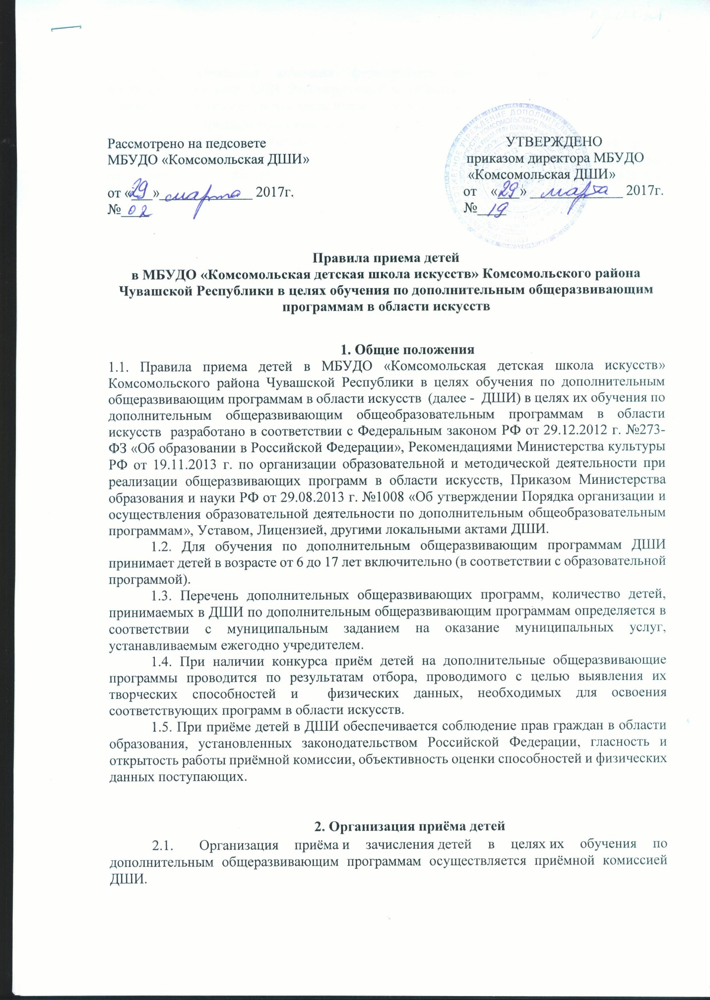 Рассмотрено на педсовете
МБУДО «Комсомольская ДШИ»
от «29» марта 2017г.
№ 02
УТВЕРЖДЕНО
приказом директора МБУДО
«Комсомольская ДШИ»
от «29» марта 2017г.
№ 19
Правила приема детей
в МБУДО «Комсомольская детская школа искусств» Комсомольского района
Чувашской Республики в целях обучения по дополнительным общеразвивающим
программам в области искусств
1. Общие положения
1.1. Правила приема детей в МБУДО «Комсомольская детская школа искусств»
Комсомольского района Чувашской Республики в целях обучения по дополнительным
общеразвивающим программам в области искусств (далее - ДШИ) в целях их обучения по
дополнительным общеразвивающим общеобразовательным программам в области
искусств разработано в соответствии с Федеральным законом РФ от 29.12.2012 г. №273-
ФЗ «Об образовании в Российской Федерации», Рекомендациями Министерства культуры
РФ от 19.11.2013 г. по организации образовательной и методической деятельности при
реализации общеразвивающих программ в области искусств, Приказом Министерства
образования и науки РФ от 29.08.2013 г. №1008 «Об утверждении Порядка организации и
осуществления образовательной деятельности по дополнительным общеобразовательным
программам», Уставом, Лицензией, другими локальными актами ДШИ.
1.2. Для обучения по дополнительным общеразвивающим программам ДШИ
принимает детей в возрасте от 6 до 17 лет включительно (в соответствии с образовательной
программой).
1.3. Перечень дополнительных общеразвивающих программ, количество детей,
принимаемых в ДШИ по дополнительным общеразвивающим программам определяется в
соответствии с муниципальным заданием на оказание муниципальных услуг,
устанавливаемым ежегодно учредителем.
1.4. При наличии конкурса приём детей на дополнительные общеразвивающие
программы проводится по результатам отбора, проводимого с целью выявления их
творческих способностей и физических данных, необходимых для освоения
соответствующих программ в области искусств.
1.5. При приёме детей в ДШИ обеспечивается соблюдение прав граждан в области
образования, установленных законодательством Российской Федерации, гласность и
открытость работы приёмной комиссии, объективность оценки способностей и физических
данных поступающих.
2. Организация приёма детей
2.1. Организация приёма и зачисления детей в целях их обучения по
дополнительным общеразвивающим программам осуществляется приёмной комиссией
ДШИ.